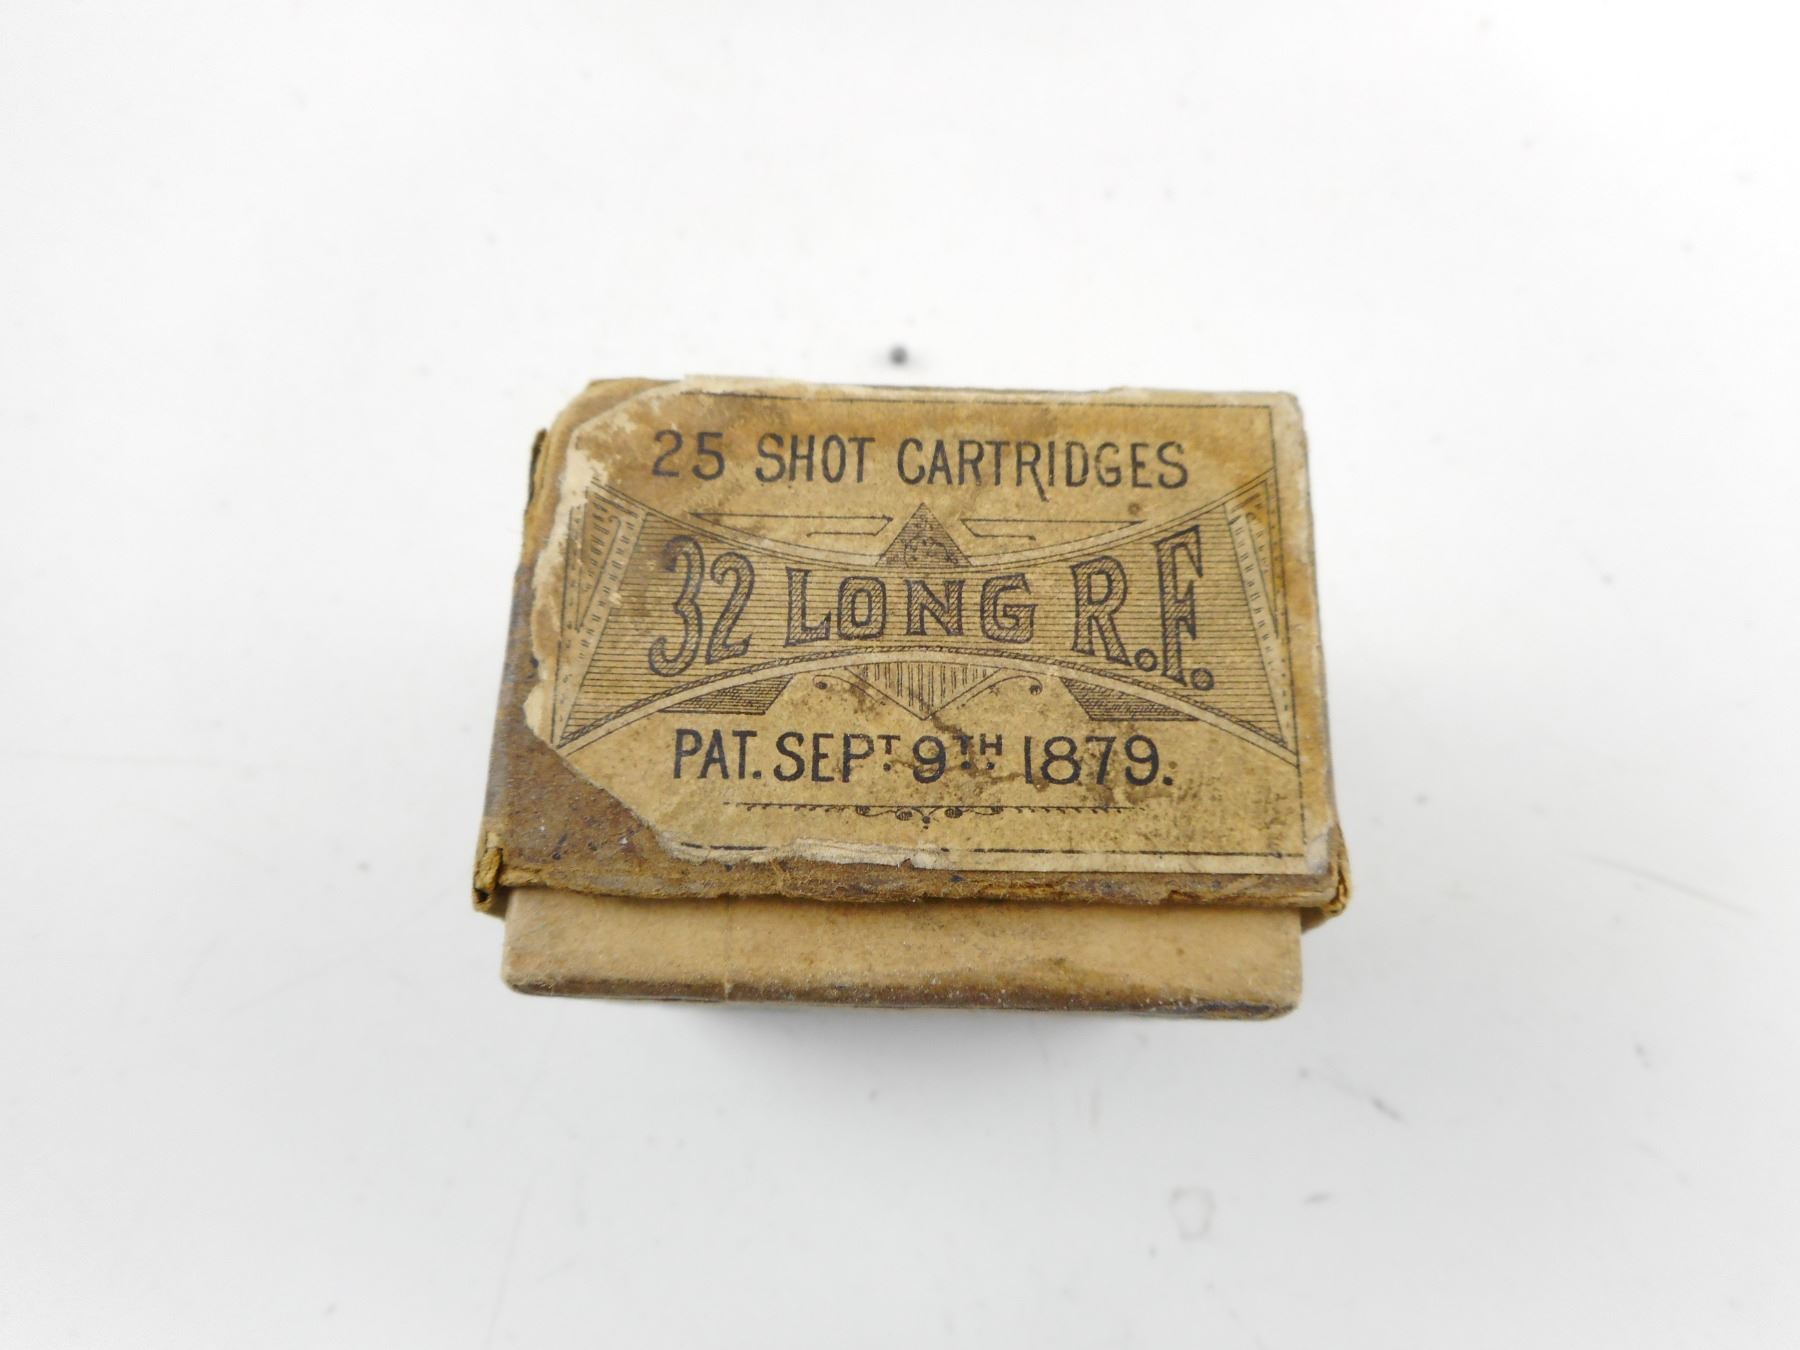 25 SHOT CARTRIDGES
32 LONG R.F.
PAT. SEPT. 9TH. 1879.